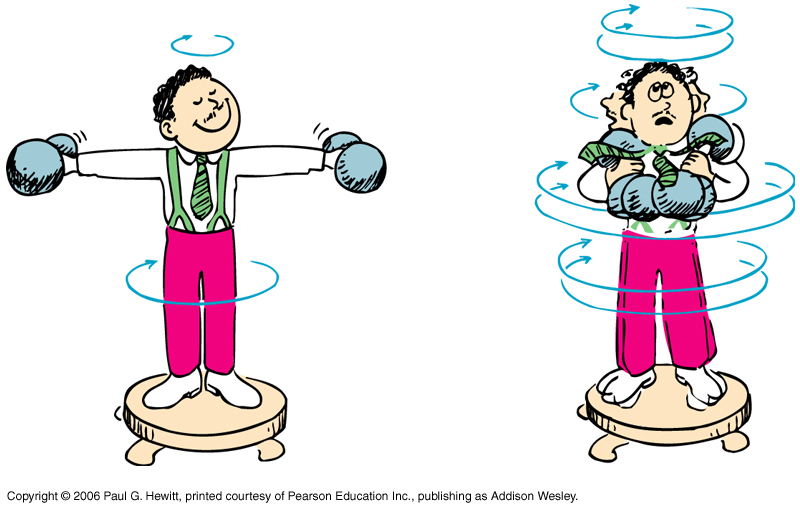 Copyright © 2006 Paul G. Hewitt, printed courtesy of Pearson Education Inc., publishing as Addison Wesley.